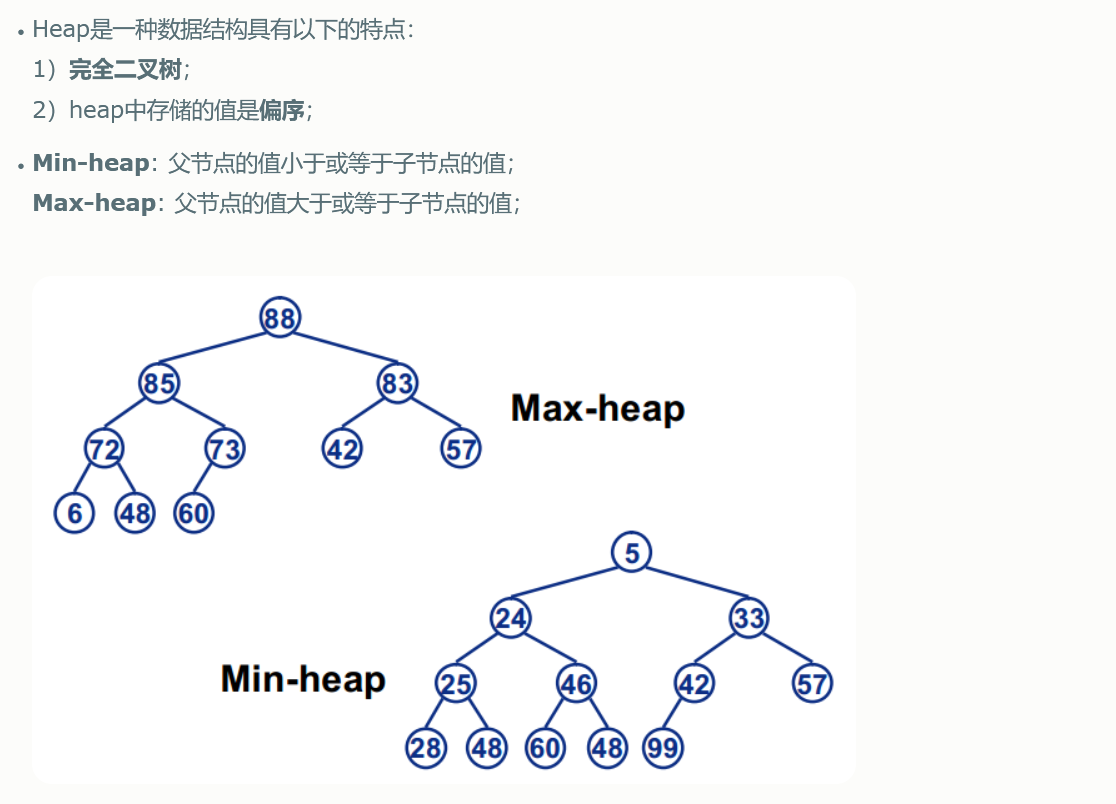 • Heap是一种数据结构具有以下的特点：
1）完全二叉树；
2）heap中存储的值是偏序；
• Min-heap: 父节点的值小于或等于子节点的值；
Max-heap: 父节点的值大于或等于子节点的值；
88
85 83
Max-heap
72 73 42 57
6 48 60
5
24 33
Min-heap
25 46 42 57
28 48 60 48 99